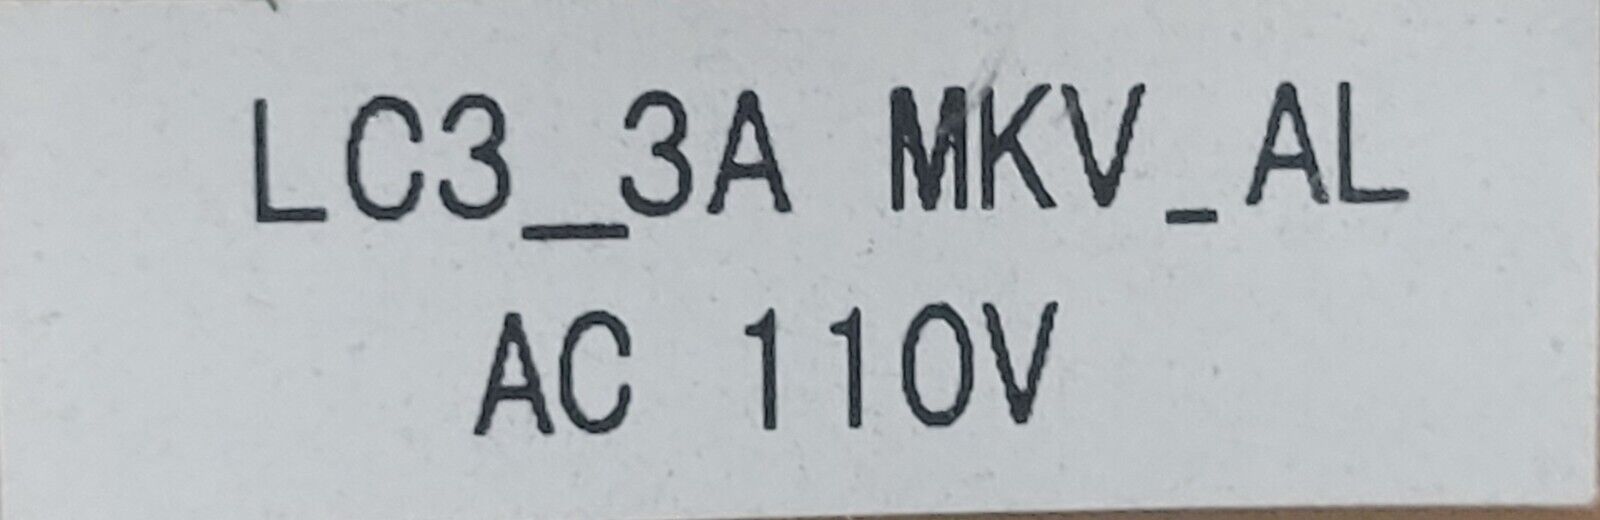 LC3_3A MKV_AL
AC 110V